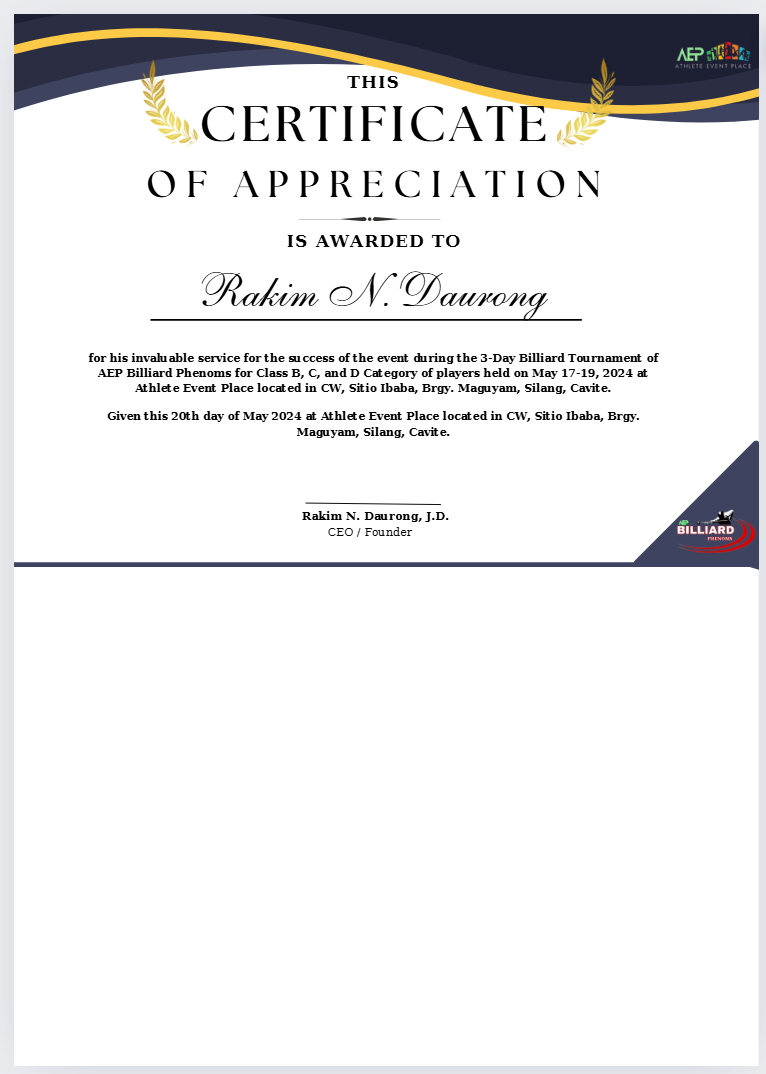 AEP
ATHLETE EVENT PLACE
THIS
CERTIFICATE
OF APPRECIATION
IS AWARDED TO
Rakim N. Daurong
for his invaluable service for the success of the event during the 3-Day Billiard Tournament of
AEP Billiard Phenoms for Class B, C, and D Category of players held on May 17-19, 2024 at
Athlete Event Place located in CW, Sitio Ibaba, Brgy. Maguyam, Silang, Cavite.
Given this 20th day of May 2024 at Athlete Event Place located in CW, Sitio Ibaba, Brgy.
Maguyam, Silang, Cavite.
Rakim N. Daurong, J.D.
CEO / Founder
AEP
BILLIARD
PHENOMS